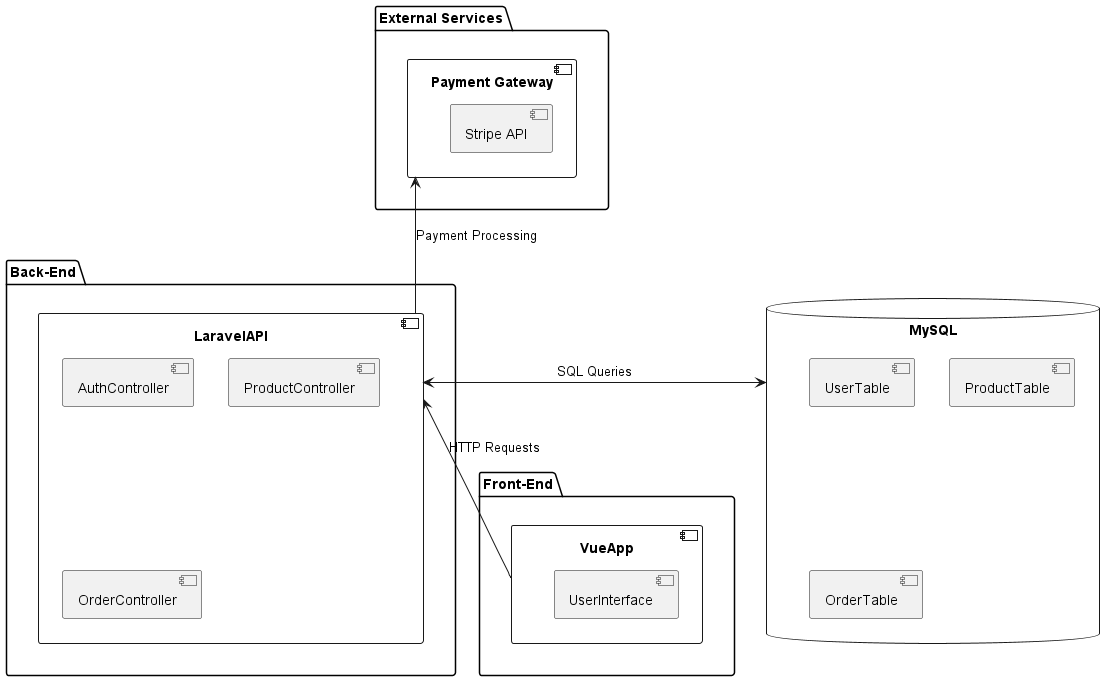 External Services
Payment Gateway
Stripe API
Payment Processing
Back-End
LaravelAPI
AuthController
ProductController
OrderController
SQL Queries
HTTP Requests
Front-End
VueApp
UserInterface
MySQL
UserTable
ProductTable
OrderTable